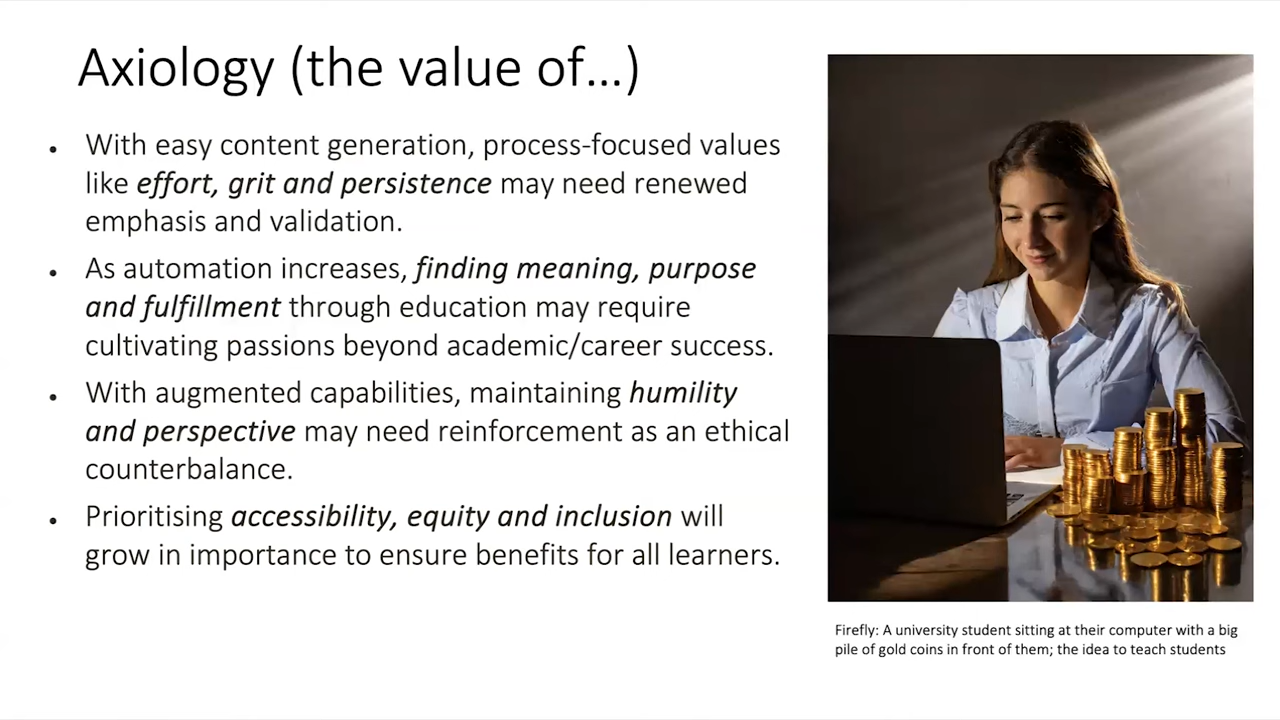 Axiology (the value of...)
• With easy content generation, process-focused values
like effort, grit and persistence may need renewed
emphasis and validation.
• As automation increases, finding meaning, purpose
and fulfillment through education may require
cultivating passions beyond academic/career success.
• With augmented capabilities, maintaining humility
and perspective may need reinforcement as an ethical
counterbalance.
• Prioritising accessibility, equity and inclusion will
grow in importance to ensure benefits for all learners.
Firefly: A university student sitting at their computer with a big
pile of gold coins in front of them; the idea to teach students